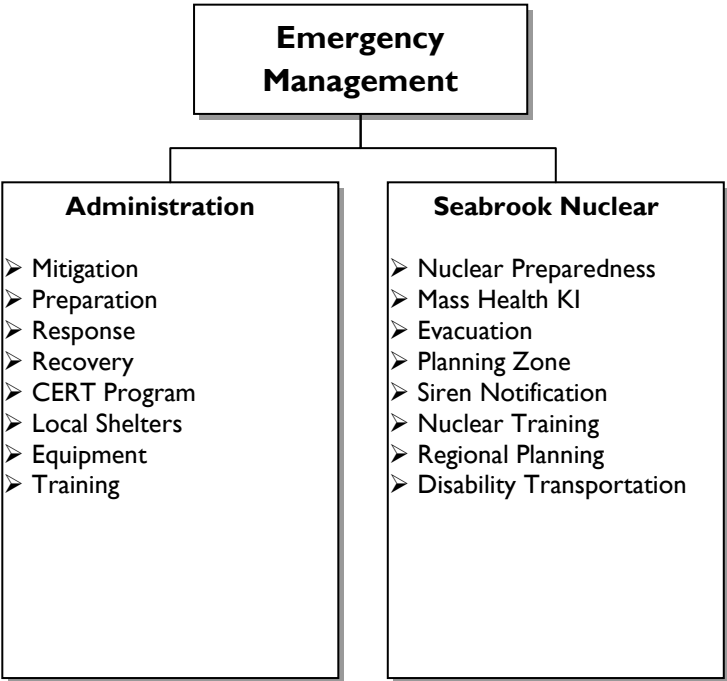 Emergency
Management
Administration
➢ Mitigation
➢ Preparation
➢ Response
➢ Recovery
➢ CERT Program
➢ Local Shelters
➢ Equipment
➢ Training
Seabrook Nuclear
➢ Nuclear Preparedness
➢ Mass Health KI
➢ Evacuation
➢ Planning Zone
➢ Siren Notification
➢ Nuclear Training
➢ Regional Planning
➢ Disability Transportation